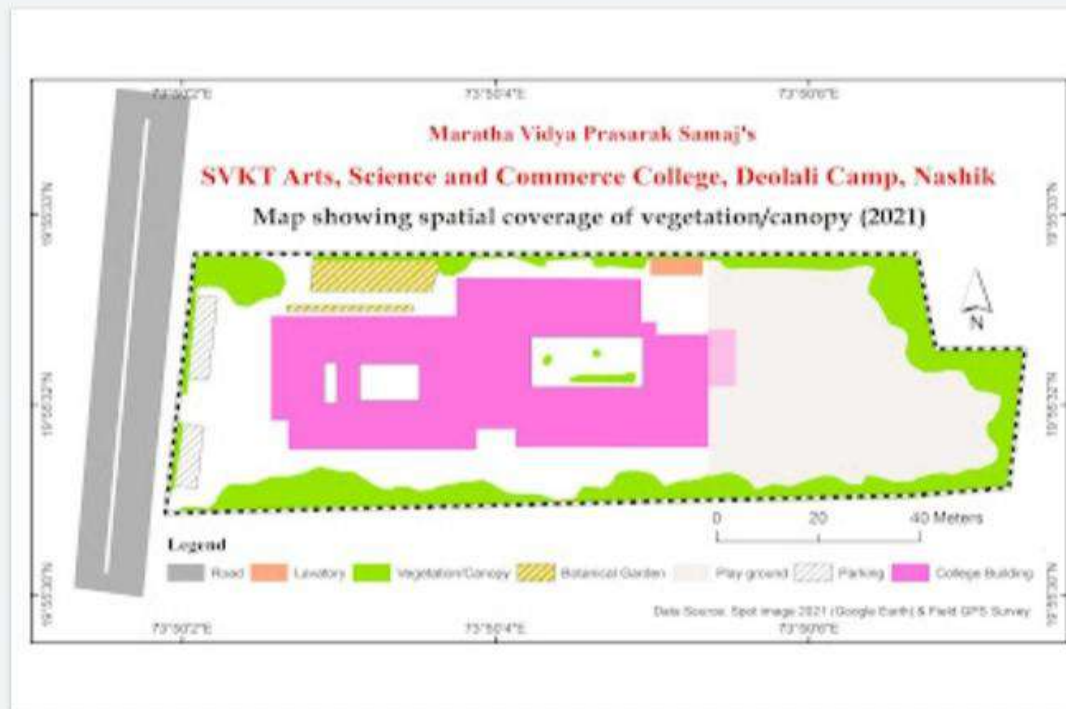 73°50'2"E 73°50'4"E 73°50'6"E
Maratha Vidya Prasarak Samaj's
SVKT Arts, Science and Commerce College, Deolali Camp, Nashik
Map showing spatial coverage of vegetation/canopy (2021)
N
0 20 40 Meters
Legend
Road Lavatory Vegetation/Canopy Botanical Garden Play ground Parking College Building
Data Source: Spot image 2021 (Google Earth) & Field GPS Survey
73°50'2"E 73°50'4"E 73°50'6"E